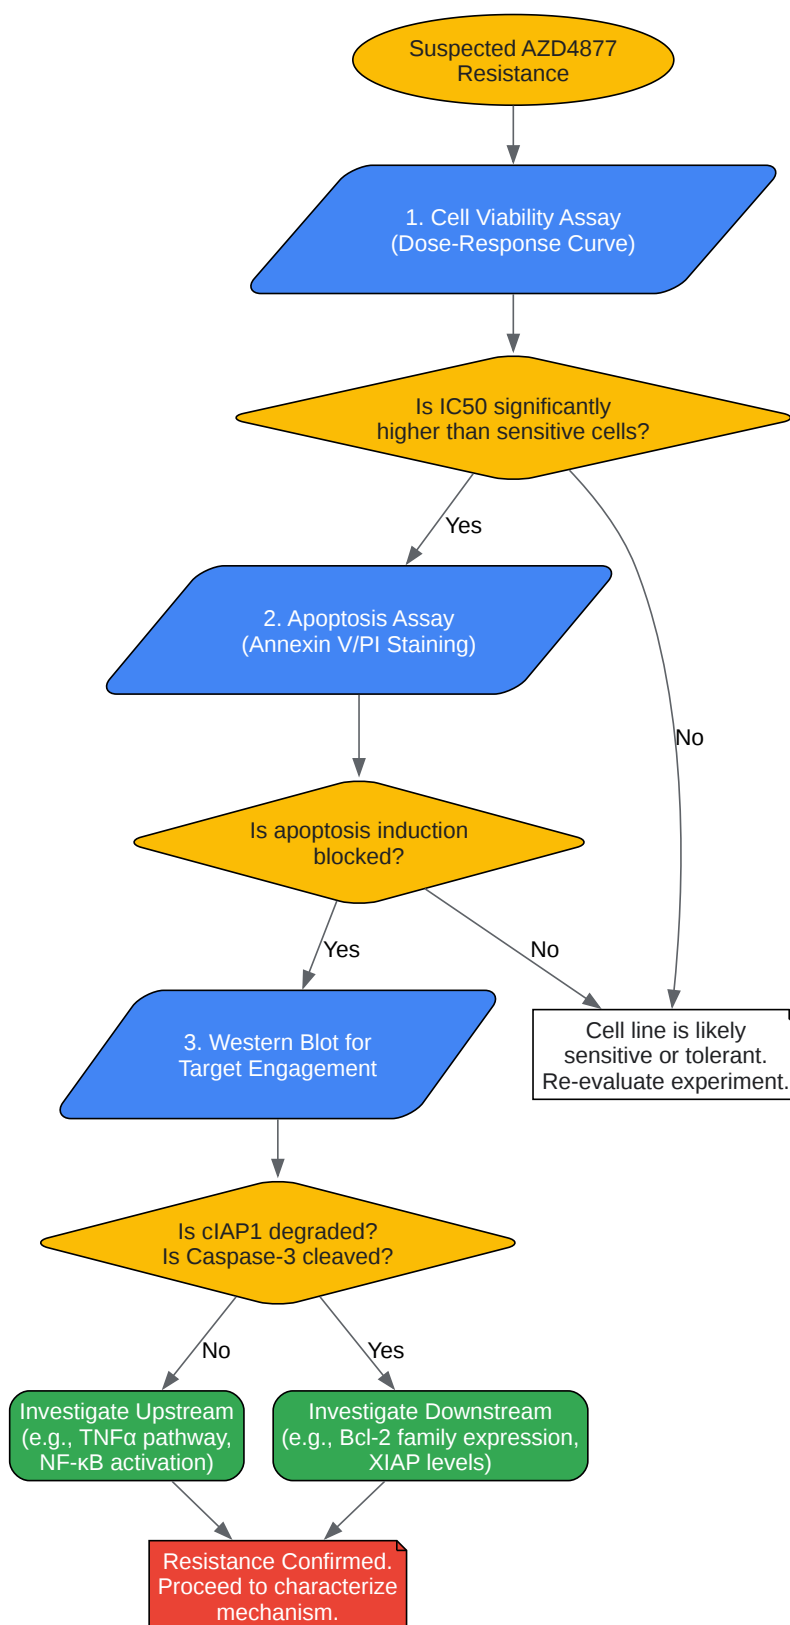 Suspected AZD4877
Resistance
1. Cell Viability Assay
(Dose-Response Curve)
Is IC50 significantly
higher than sensitive cells?
Yes
2. Apoptosis Assay
(Annexin V/PI Staining)
No
Is apoptosis induction
blocked?
Yes
No
3. Western Blot for
Target Engagement
Cell line is likely
sensitive or tolerant.
Re-evaluate experiment.
Is cIAP1 degraded?
Is Caspase-3 cleaved?
No
Yes
Investigate Upstream
(e.g., TNFα pathway,
NF-κB activation)
Investigate Downstream
(e.g., Bcl-2 family expression,
XIAP levels)
Resistance Confirmed.
Proceed to characterize
mechanism.